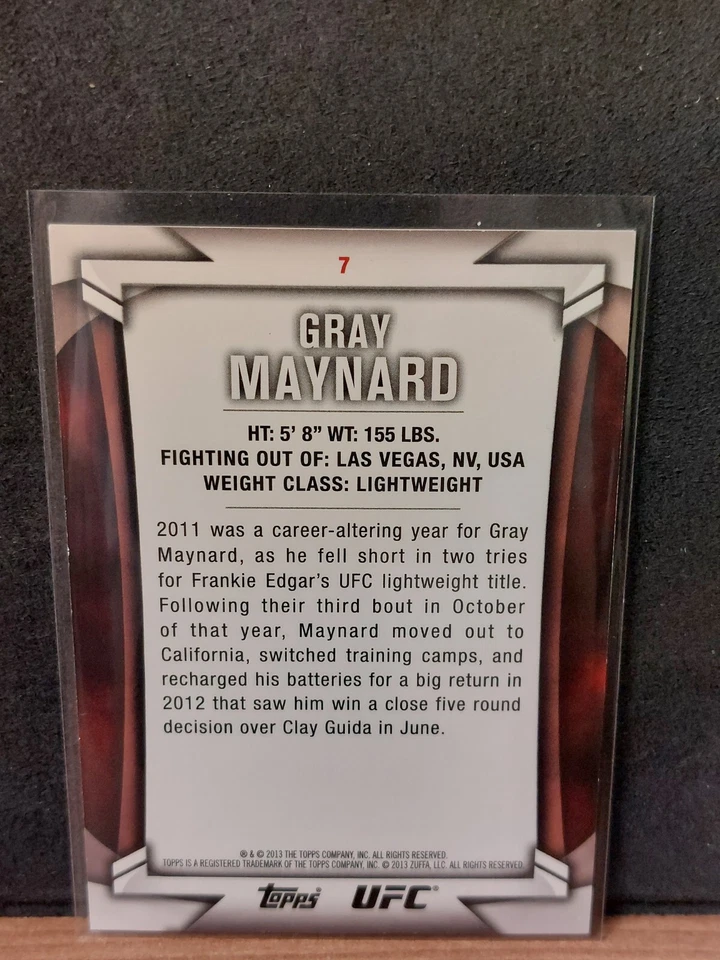 7
GRAY
MAYNARD
HT: 5' 8” WT: 155 LBS.
FIGHTING OUT OF: LAS VEGAS, NV, USA
WEIGHT CLASS: LIGHTWEIGHT
2011 was a career-altering year for Gray
Maynard, as he fell short in two tries
for Frankie Edgar's UFC lightweight title.
Following their third bout in October
of that year, Maynard moved out to
California, switched training camps, and
recharged his batteries for a big return in
2012 that saw him win a close five round
decision over Clay Guida in June.
® & © 2013 THE TOPPS COMPANY, INC. ALL RIGHTS RESERVED.
TOPPS IS A REGISTERED TRADEMARK OF THE TOPPS COMPANY, INC. © 2013 ZUFFA, LLC. ALL RIGHTS RESERVED.
topps® UFC®